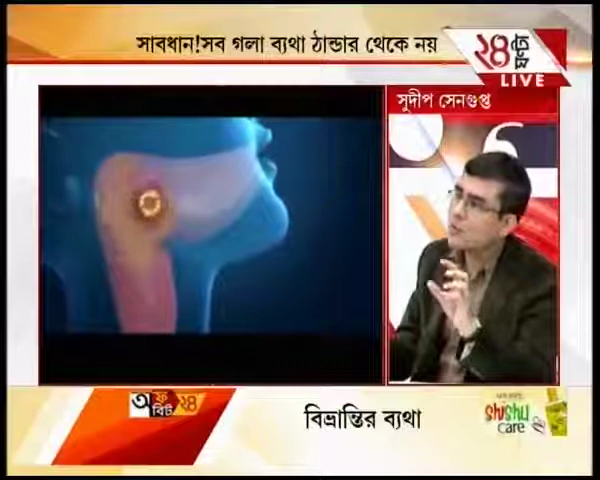 সাবধান!সব গলা ব্যথা ঠান্ডার থেকে নয়
২৪ ঘণ্টা
LIVE
সুদীপ সেনগুপ্ত
অফ
বিট ২৪
বিভ্রান্তির ব্যথা
shishu
care